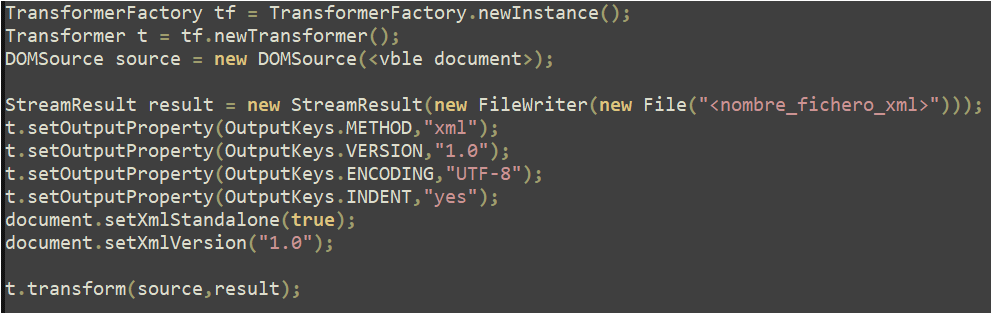 TransformerFactory tf = TransformerFactory.newInstance();
Transformer t = tf.newTransformer();
DOMSource source = new DOMSource(<vble document>);
StreamResult result = new StreamResult(new FileWriter(new File("<nombre_fichero_xml>")));
t.setOutputProperty(OutputKeys.METHOD,"xml");
t.setOutputProperty(OutputKeys.VERSION,"1.0");
t.setOutputProperty(OutputKeys.ENCODING,"UTF-8");
t.setOutputProperty(OutputKeys.INDENT,"yes");
document.setXmlStandalone(true);
document.setXmlVersion("1.0");
t.transform(source,result);